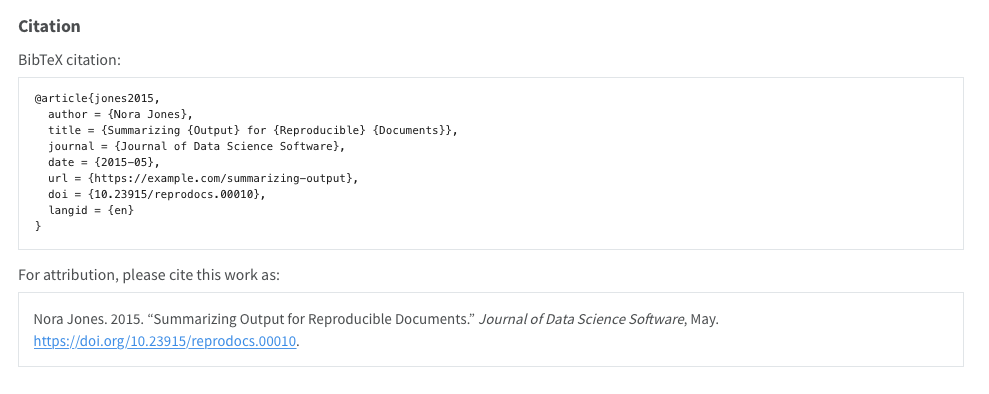 Citation
BibTeX citation:
@article{jones2015,
  author = {Nora Jones},
  title = {Summarizing {Output} for {Reproducible} {Documents}},
  journal = {Journal of Data Science Software},
  date = {2015-05},
  url = {https://example.com/summarizing-output},
  doi = {10.23915/reprodocs.00010},
  langid = {en}
}
For attribution, please cite this work as:
Nora Jones. 2015. “Summarizing Output for Reproducible Documents.” Journal of Data Science Software, May.
https://doi.org/10.23915/reprodocs.00010.